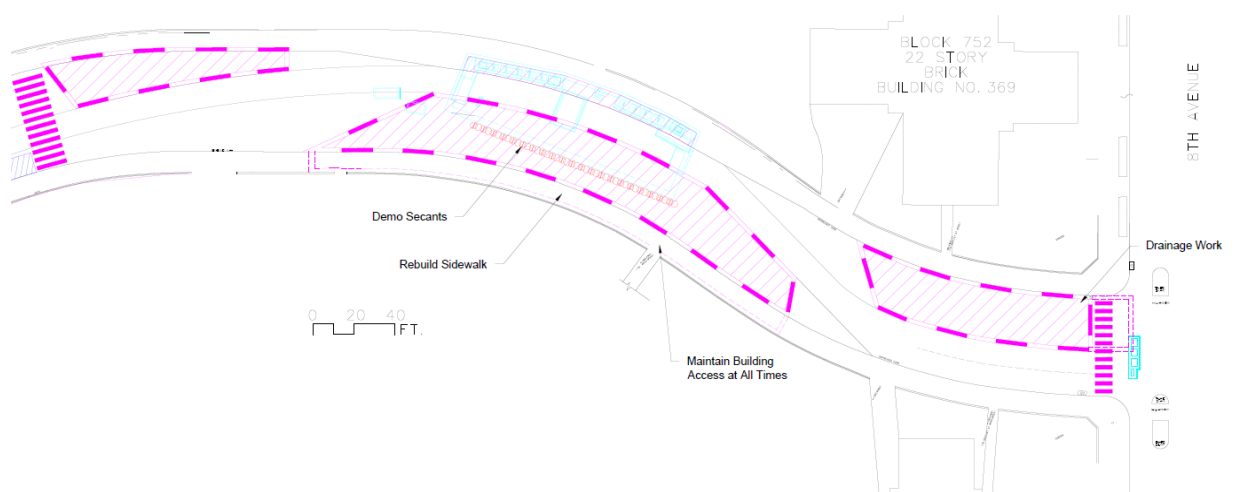 BLOCK 752
22 STORY
BRICK
BUILDING NO. 369
8TH AVENUE
Demo Secants
Drainage Work
Rebuild Sidewalk
0 20 40
FT.
Maintain Building
Access at All Times